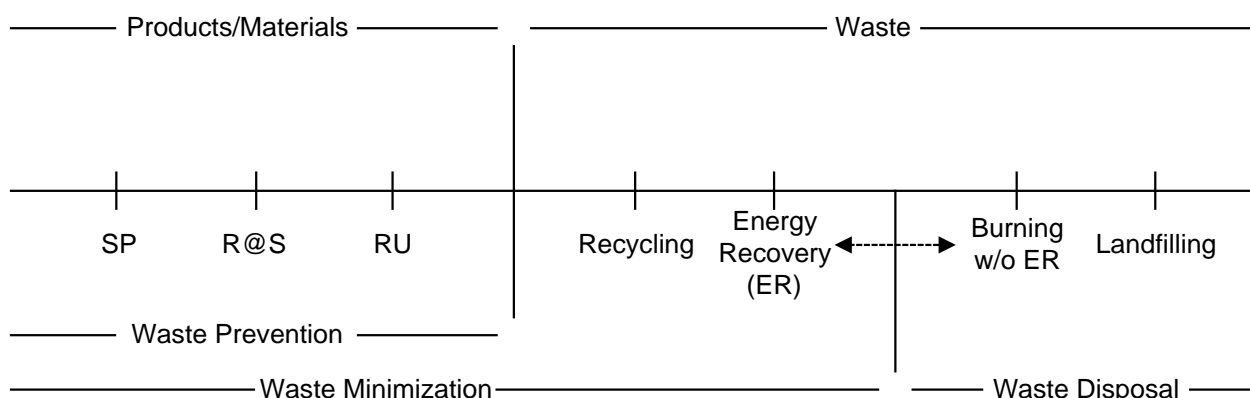 Products/Materials
Waste
SP
R@S
RU
Recycling
Energy
Recovery
(ER)
Burning
w/o ER
Landfilling
Waste Prevention
Waste Minimization
Waste Disposal